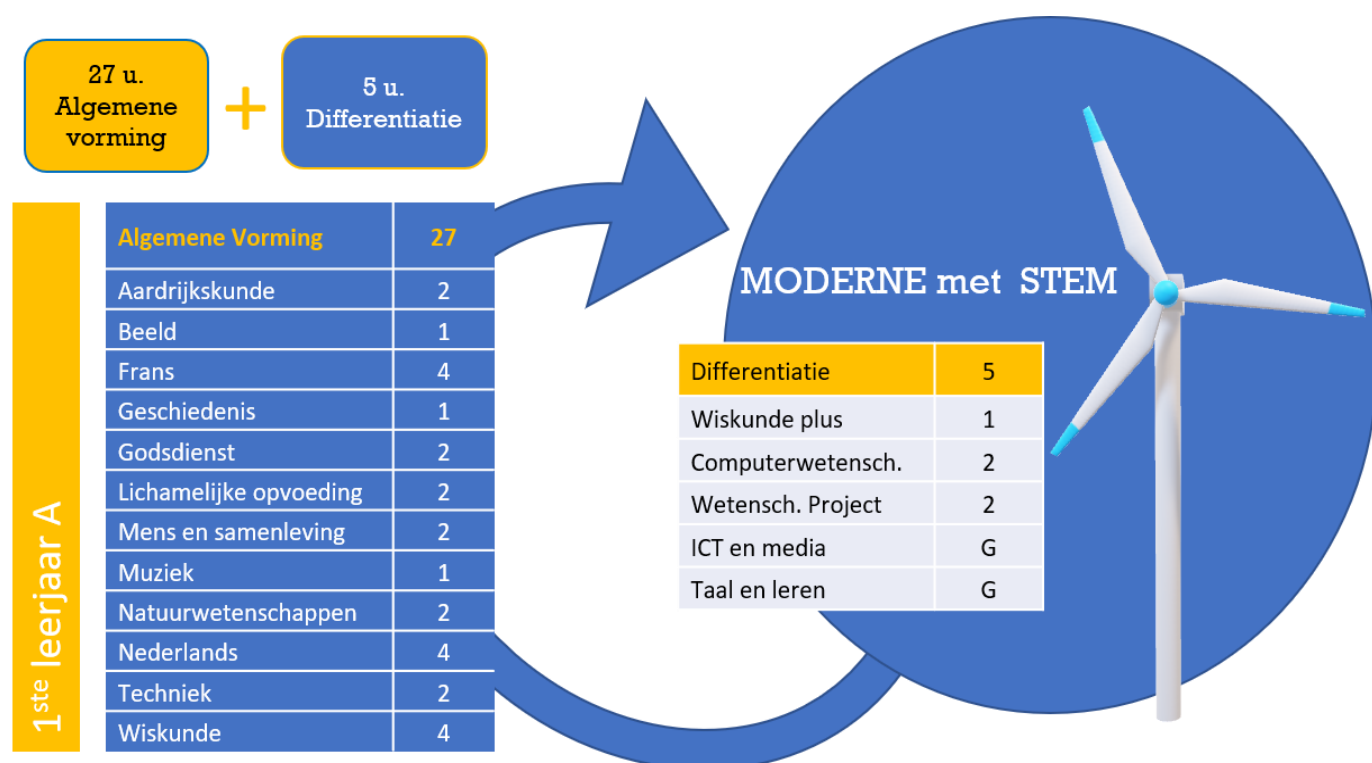 27 u.
Algemene
vorming
+
5 u.
Differentiatie
1ste leerjaar A
Algemene Vorming 27
Aardrijkskunde 2
Beeld 1
Frans 4
Geschiedenis 1
Godsdienst 2
Lichamelijke opvoeding 2
Mens en samenleving 2
Muziek 1
Natuurwetenschappen 2
Nederlands 4
Techniek 2
Wiskunde 4
MODERNE met STEM
Differentiatie 5
Wiskunde plus 1
Computerwetensch. 2
Wetensch. Project 2
ICT en media G
Taal en leren G